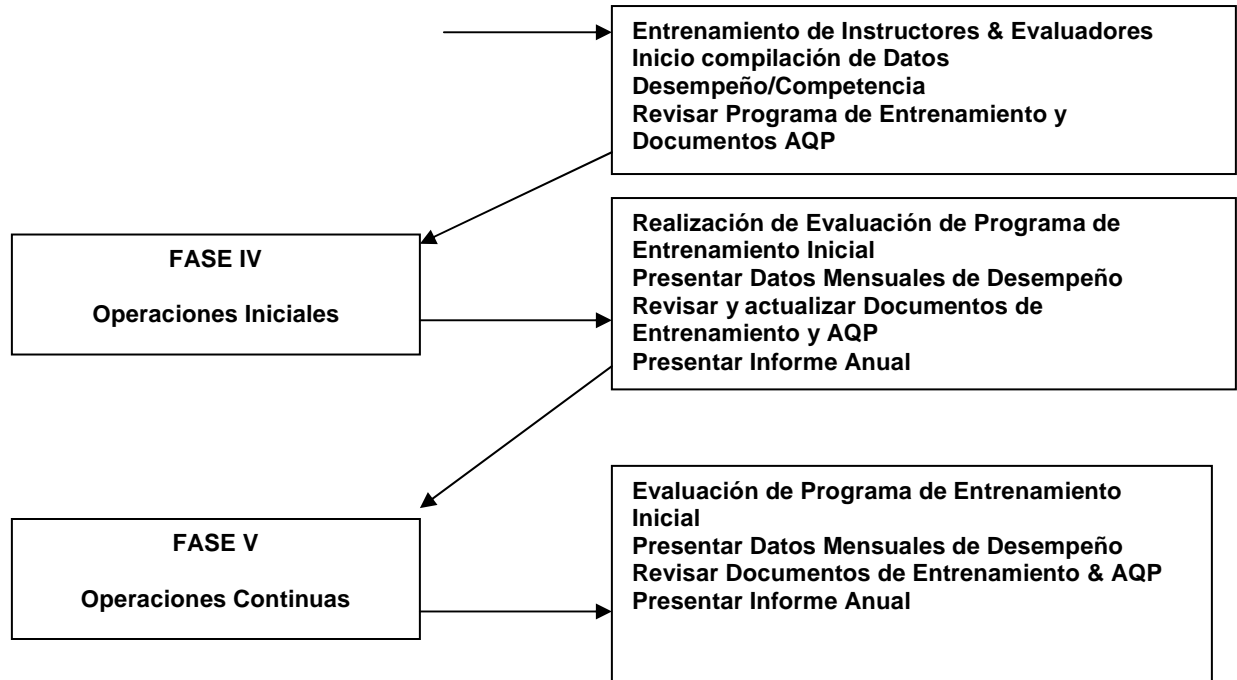 Entrenamiento de Instructores & Evaluadores
Inicio compilación de Datos
Desempeño/Competencia
Revisar Programa de Entrenamiento y
Documentos AQP
FASE IV
Operaciones Iniciales
Realización de Evaluación de Programa de
Entrenamiento Inicial
Presentar Datos Mensuales de Desempeño
Revisar y actualizar Documentos de
Entrenamiento y AQP
Presentar Informe Anual
FASE V
Operaciones Continuas
Evaluación de Programa de Entrenamiento
Inicial
Presentar Datos Mensuales de Desempeño
Revisar Documentos de Entrenamiento & AQP
Presentar Informe Anual